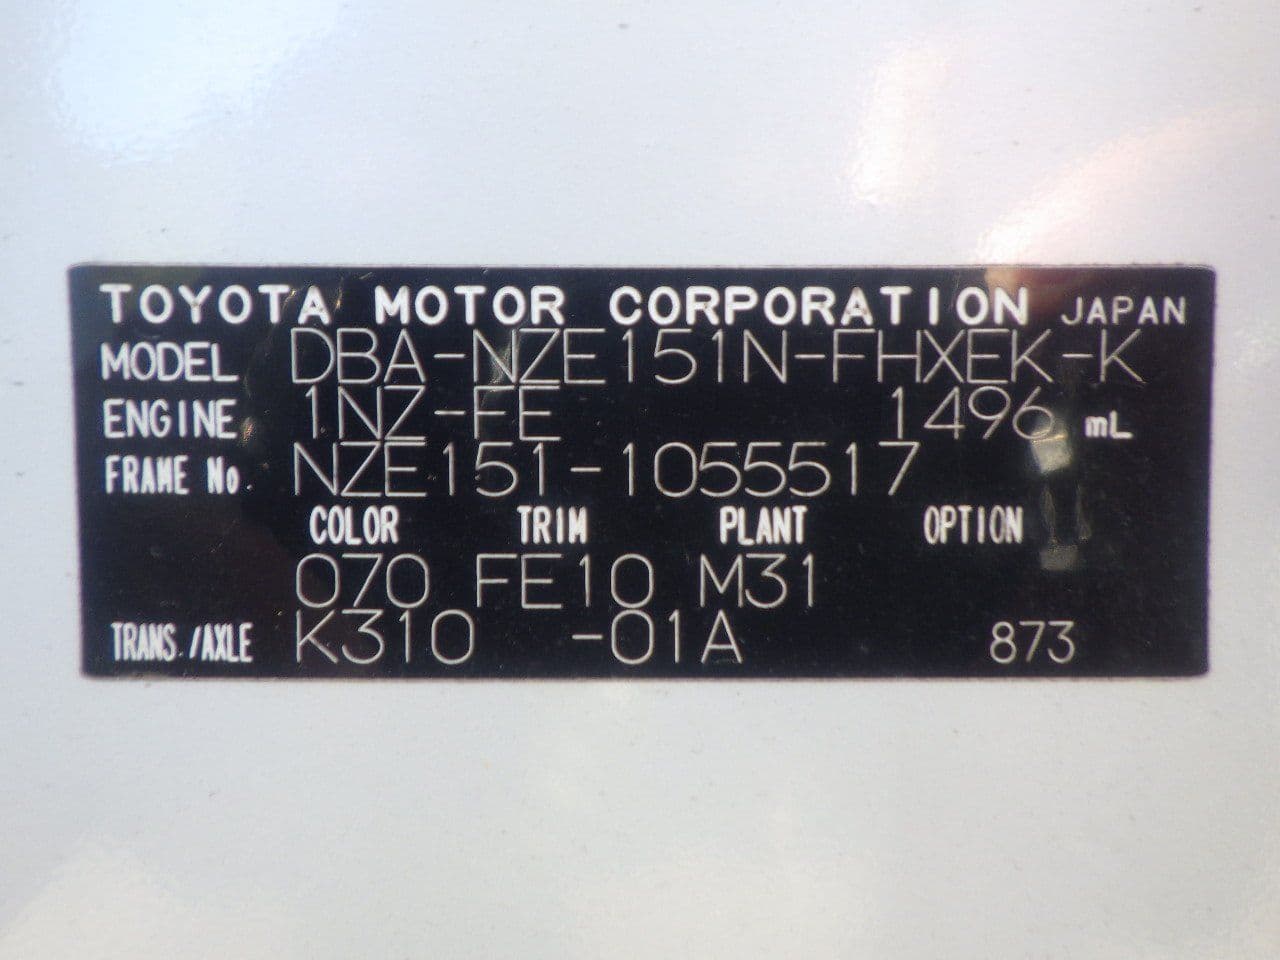 TOYOTA MOTOR CORPORATION JAPAN
MODEL DBA-NZE151N-FHXEK-K
ENGINE 1NZ-FE 1496 mL
FRAME No. NZE151-1055517
COLOR TRIM PLANT OPTION
070 FE10 M31
TRANS./AXLE K310 -01A 873